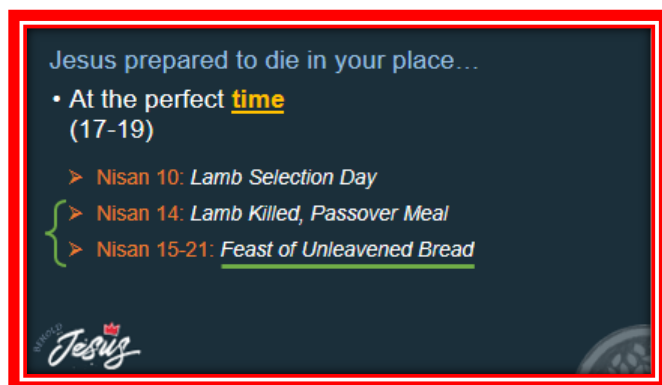 Jesus prepared to die in your place…
• At the perfect time
(17-19)
➢ Nisan 10: Lamb Selection Day
➢ Nisan 14: Lamb Killed, Passover Meal
➢ Nisan 15-21: Feast of Unleavened Bread
BEHOLD
Jesus